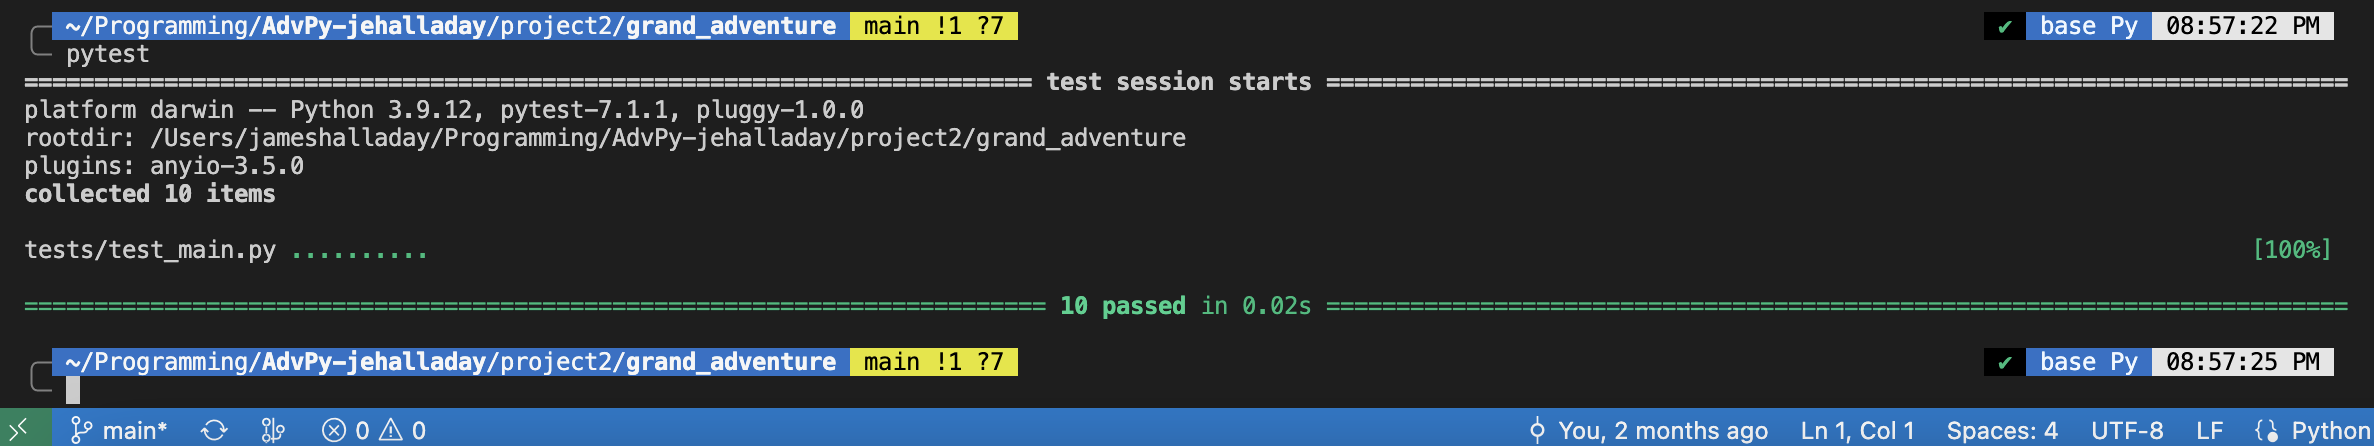 ~/Programming/AdvPy-jehalladay/project2/grand_adventure main !1 ?7 ✔ base Py 08:57:22 PM
pytest
======================================================================== test session starts =========================================================================
platform darwin -- Python 3.9.12, pytest-7.1.1, pluggy-1.0.0
rootdir: /Users/jameshalladay/Programming/AdvPy-jehalladay/project2/grand_adventure
plugins: anyio-3.5.0
collected 10 items
tests/test_main.py .......... [100%]
========================================================================= 10 passed in 0.02s =========================================================================
~/Programming/AdvPy-jehalladay/project2/grand_adventure main !1 ?7 ✔ base Py 08:57:25 PM
main* 0 0 You, 2 months ago Ln 1, Col 1 Spaces: 4 UTF-8 LF Python